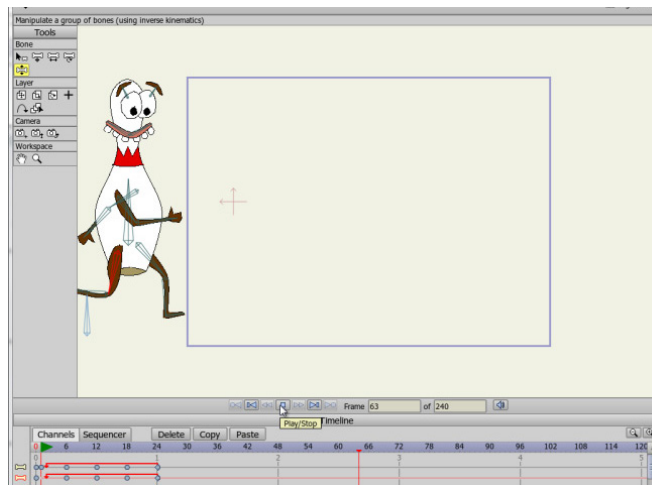 Manipulate a group of bones (using inverse kinematics)
Tools
Bone
Layer
Camera
Workspace
Frame 63 of 240
Play/Stop
Timeline
Channels Sequencer Delete Copy Paste
0 6 12 18 24 30 36 42 48 54 60 66 72 78 84 90 96 102 108 114 120
0 1 2 3 4 5